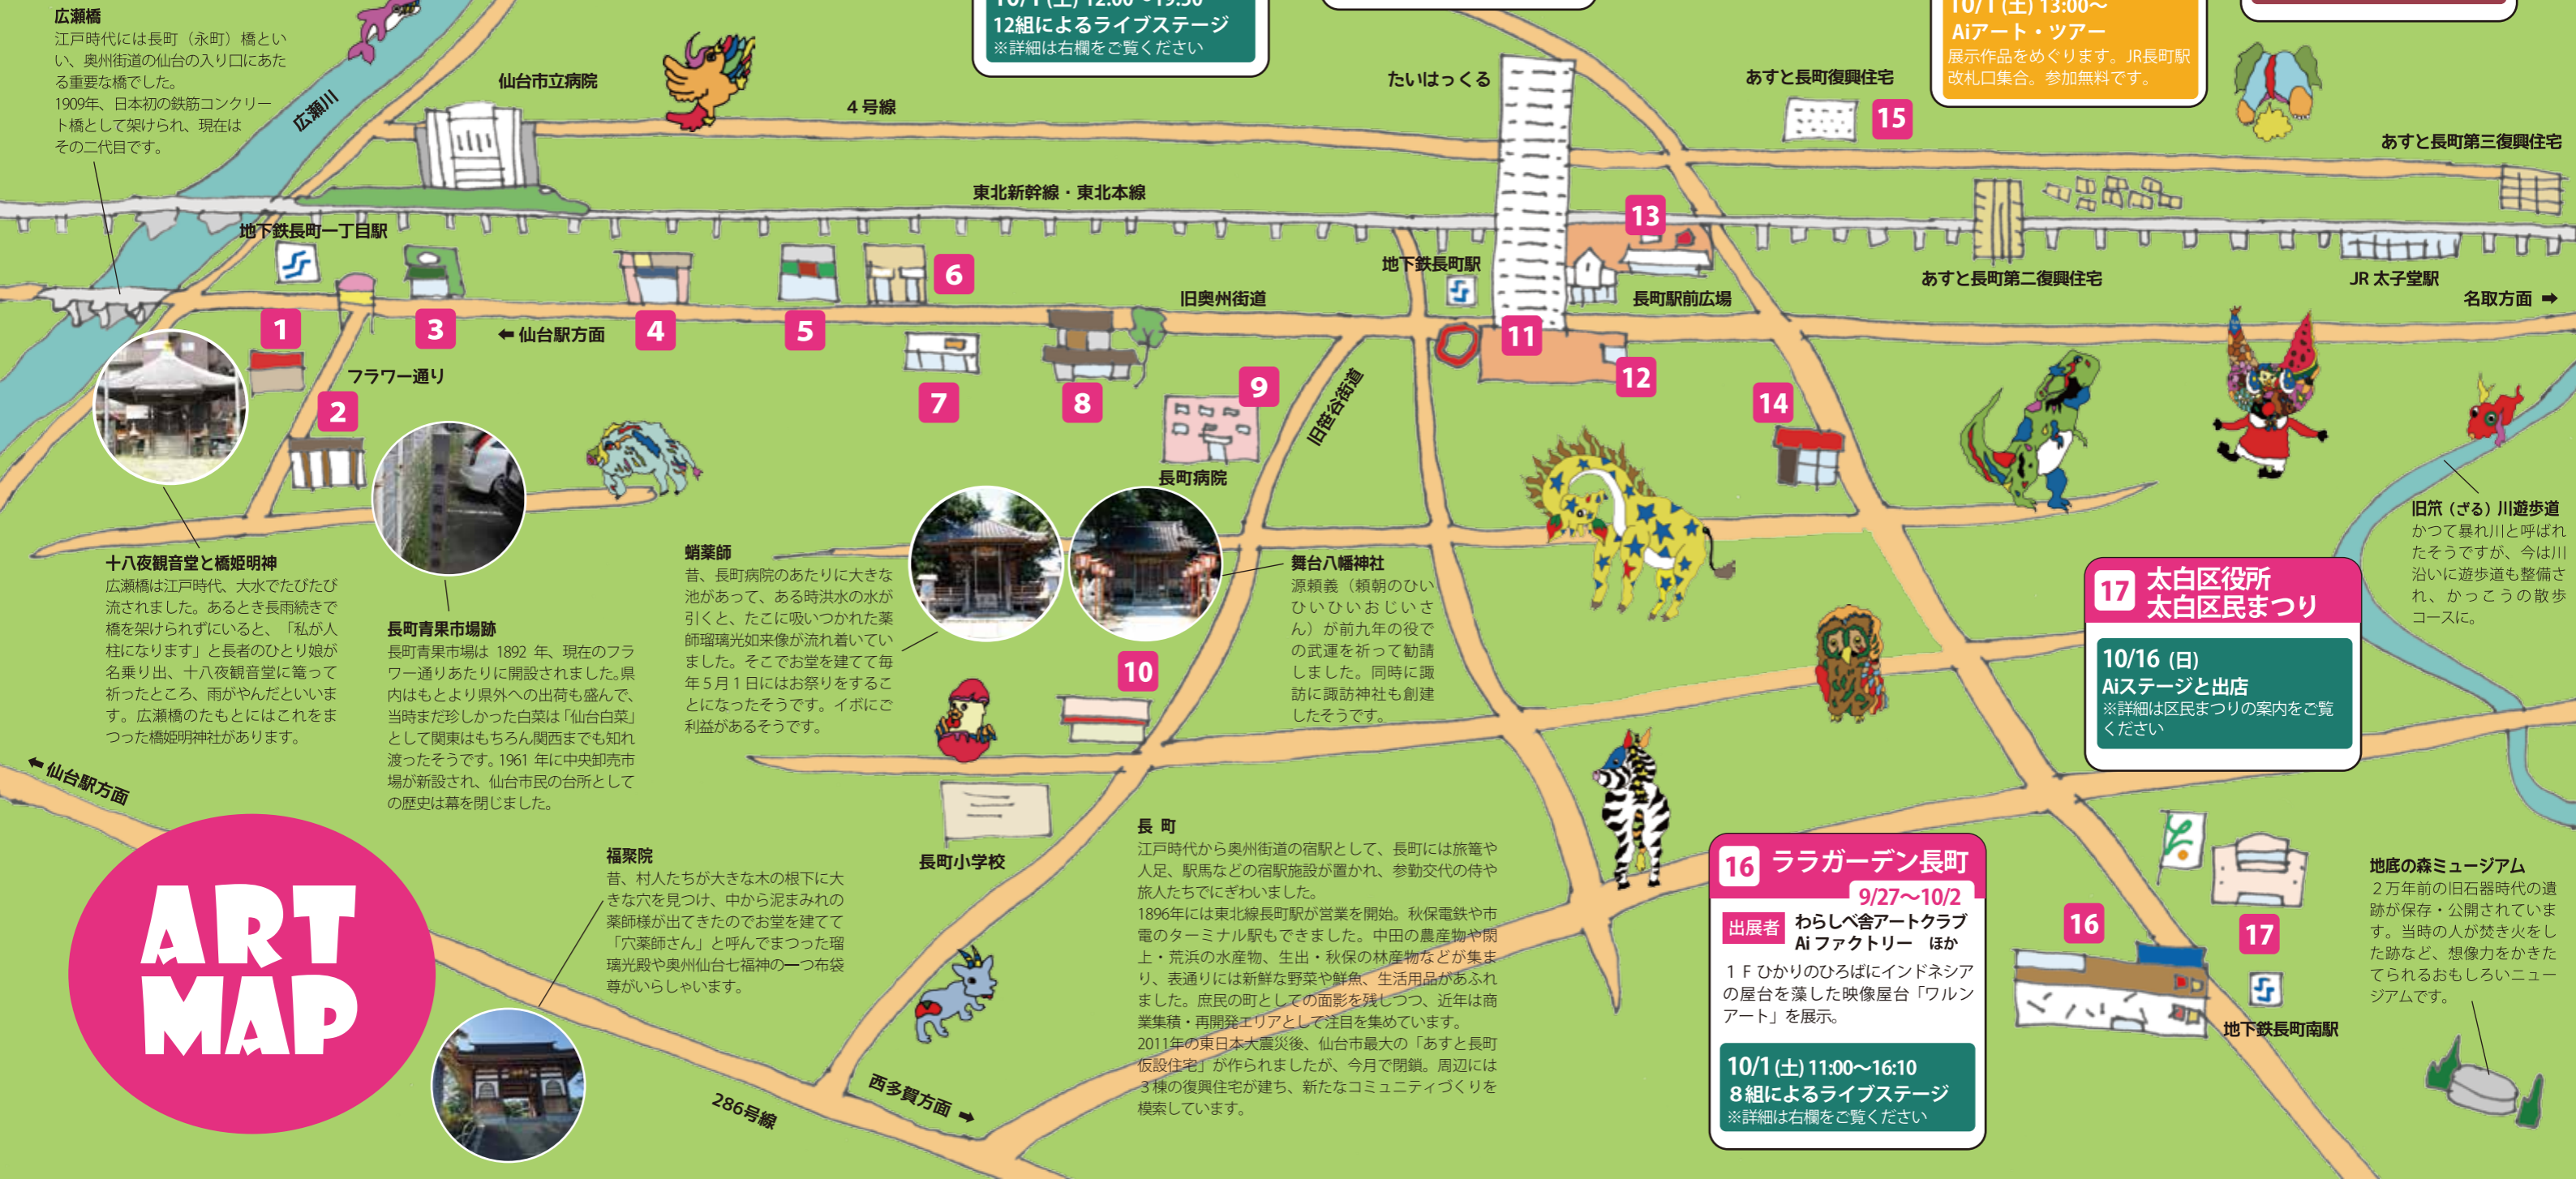 広瀬橋
江戸時代には長町（永町）橋とい
い、奥州街道の仙台の入り口にあた
る重要な橋でした。
1909年、日本初の鉄筋コンクリー
ト橋として架けられ、現在は
その二代目です。
広瀬川
仙台市立病院
4号線
12組によるライブステージ
※詳細は右欄をご覧ください
たいはっくる
あすと長町復興住宅
15
10/1(土) 13:00～
Aiアート・ツアー
展示作品をめぐります。JR長町駅
改札口集合。参加無料です。
あすと長町第三復興住宅
東北新幹線・東北本線
地下鉄長町一丁目駅
13
地下鉄長町駅
長町駅前広場
あすと長町第二復興住宅
JR 太子堂駅
名取方面
旧奥州街道
仙台駅方面
1
3
4
5
6
フラワー通り
2
7
8
9
長町病院
旧笹谷街道
11
12
14
十八夜観音堂と橋姫明神
広瀬橋は江戸時代、大水でたびたび
流されました。あるとき長雨続きで
橋を架けられずにいると、「私が人
柱になります」と長者のひとり娘が
名乗り出、十八夜観音堂に篭って
祈ったところ、雨がやんだといいま
す。広瀬橋のたもとにはこれをま
つった橋姫明神社があります。
長町青果市場跡
長町青果市場は 1892 年、現在のフラ
ワー通りあたりに開設されました。県
内はもとより県外への出荷も盛んで、
当時まだ珍しかった白菜は「仙台白菜」
として関東はもちろん関西までも知れ
渡ったそうです。1961 年に中央卸売市
場が新設され、仙台市民の台所として
の歴史は幕を閉じました。
蛸薬師
昔、長町病院のあたりに大きな
池があって、ある時洪水の水が
引くと、たこに吸いつかれた薬
師瑠璃光如来像が流れ着いてい
ました。そこでお堂を建てて毎
年５月１日にはお祭りをするこ
とになったそうです。イボにご
利益があるそうです。
舞台八幡神社
源頼義（頼朝のひい
ひいひいおじいさ
ん）が前九年の役で
の武運を祈って勧請
しました。同時に諏
訪に諏訪神社も創建
したそうです。
10
旧笊（ざる）川遊歩道
かつて暴れ川と呼ばれ
たそうですが、今は川
沿いに遊歩道も整備さ
れ、かっこうの散歩
コースに。
17 太白区役所
太白区民まつり
10/16 (日)
Aiステージと出店
※詳細は区民まつりの案内をご覧
ください
仙台駅方面
ART
MAP
福聚院
昔、村人たちが大きな木の根下に大
きな穴を見つけ、中から泥まみれの
薬師様が出てきたのでお堂を建てて
「穴薬師さん」と呼んでまつった瑠
璃光殿や奥州仙台七福神の一つ布袋
尊がいらしゃいます。
長町小学校
286号線
西多賀方面
長 町
江戸時代から奥州街道の宿駅として、長町には旅篭や
人足、駅馬などの宿駅施設が置かれ、参勤交代の侍や
旅人たちでにぎわいました。
1896年には東北線長町駅が営業を開始。秋保電鉄や市
電のターミナル駅もできました。中田の農産物や閖
上・荒浜の水産物、生出・秋保の林産物などが集ま
り、表通りには新鮮な野菜や鮮魚、生活用品があふれ
ました。庶民の町としての面影を残しつつ、近年は商
業集積・再開発エリアとして注目を集めています。
2011年の東日本大震災後、仙台市最大の「あすと長町
仮設住宅」が作られましたが、今月で閉鎖。周辺には
３棟の復興住宅が建ち、新たなコミュニティづくりを
模索しています。
16 ララガーデン長町
9/27～10/2
出展者 わらしべ舎アートクラブ
Ai ファクトリー ほか
１Ｆひかりのひろばにインドネシア
の屋台を藻した映像屋台「ワルン
アート」を展示。
10/1(土) 11:00～16:10
８組によるライブステージ
※詳細は右欄をご覧ください
16
17
地下鉄長町南駅
地底の森ミュージアム
２万年前の旧石器時代の遺
跡が保存・公開されていま
す。当時の人が焚き火をし
た跡など、想像力をかきた
てられるおもしろいニュー
ジアムです。